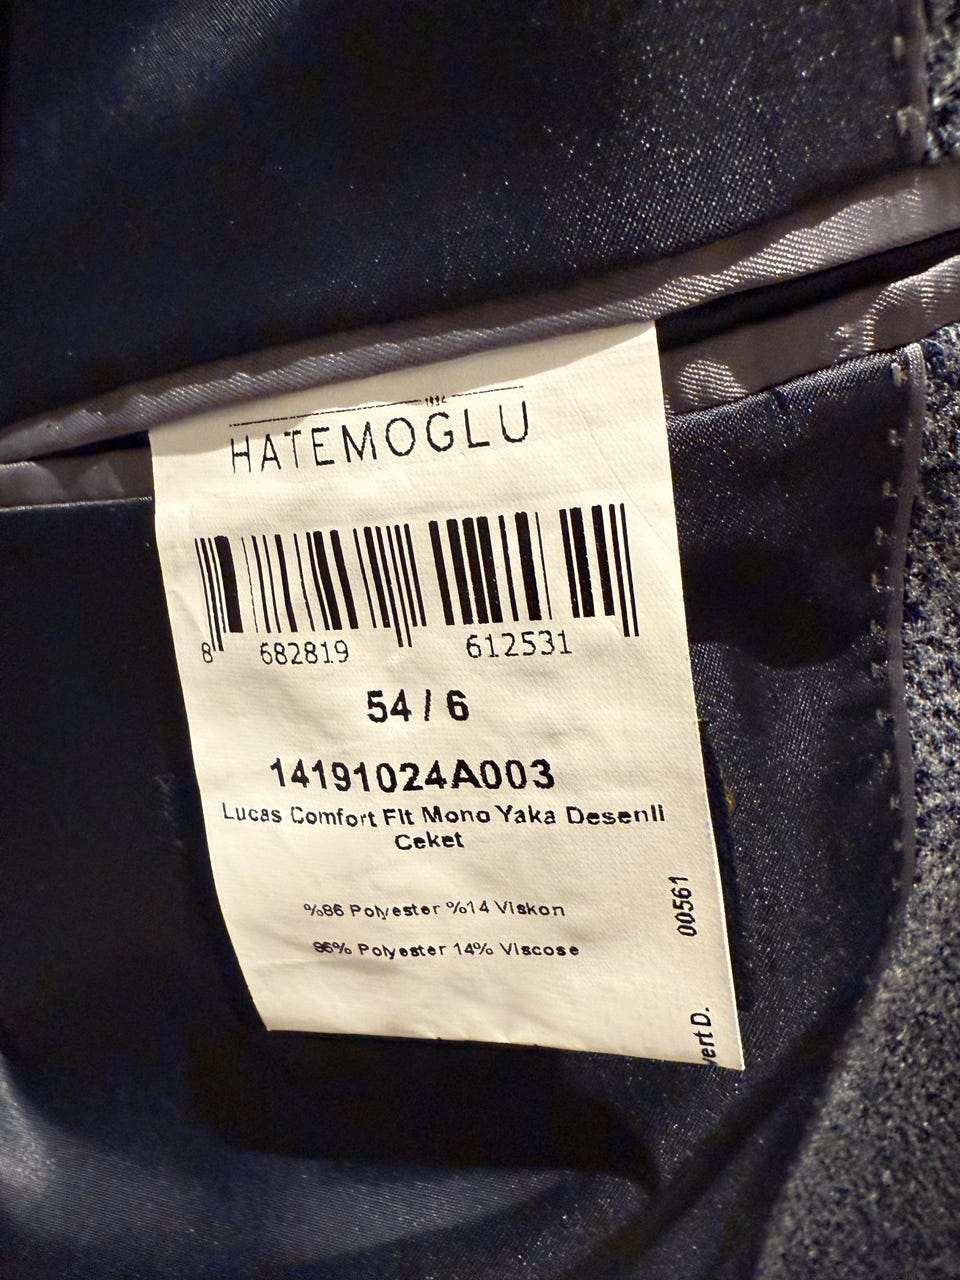 1924
HATEMOGLU
8 682819 612531
54 / 6
14191024A003
Lucas Comfort Fit Mono Yaka Desenli
Ceket
%86 Polyester %14 Viskon
86% Polyester 14% Viscose
00561
D.